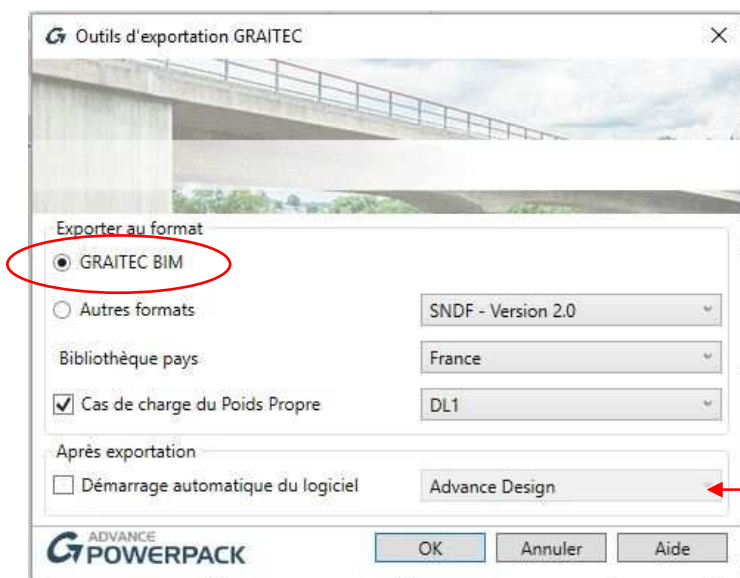 Outils d'exportation GRAITEC
Exporter au format
GRAITEC BIM
Autres formats SNDF - Version 2.0
Bibliothèque pays France
Cas de charge du Poids Propre DL1
Après exportation
Démarrage automatique du logiciel Advance Design
ADVANCE
POWERPACK OK Annuler Aide